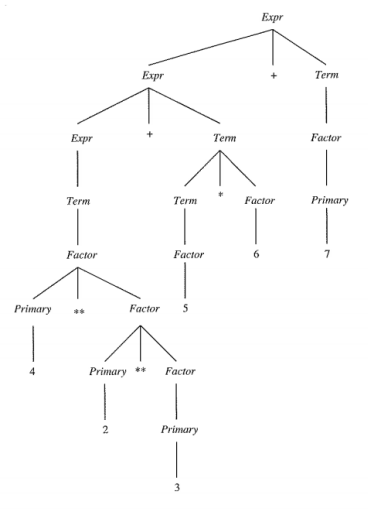 Expr
Expr + Term
Expr + Term Factor
Term Term * Factor Primary
Factor Factor 6 7
Primary ** Factor 5
4 Primary ** Factor
2 Primary
3